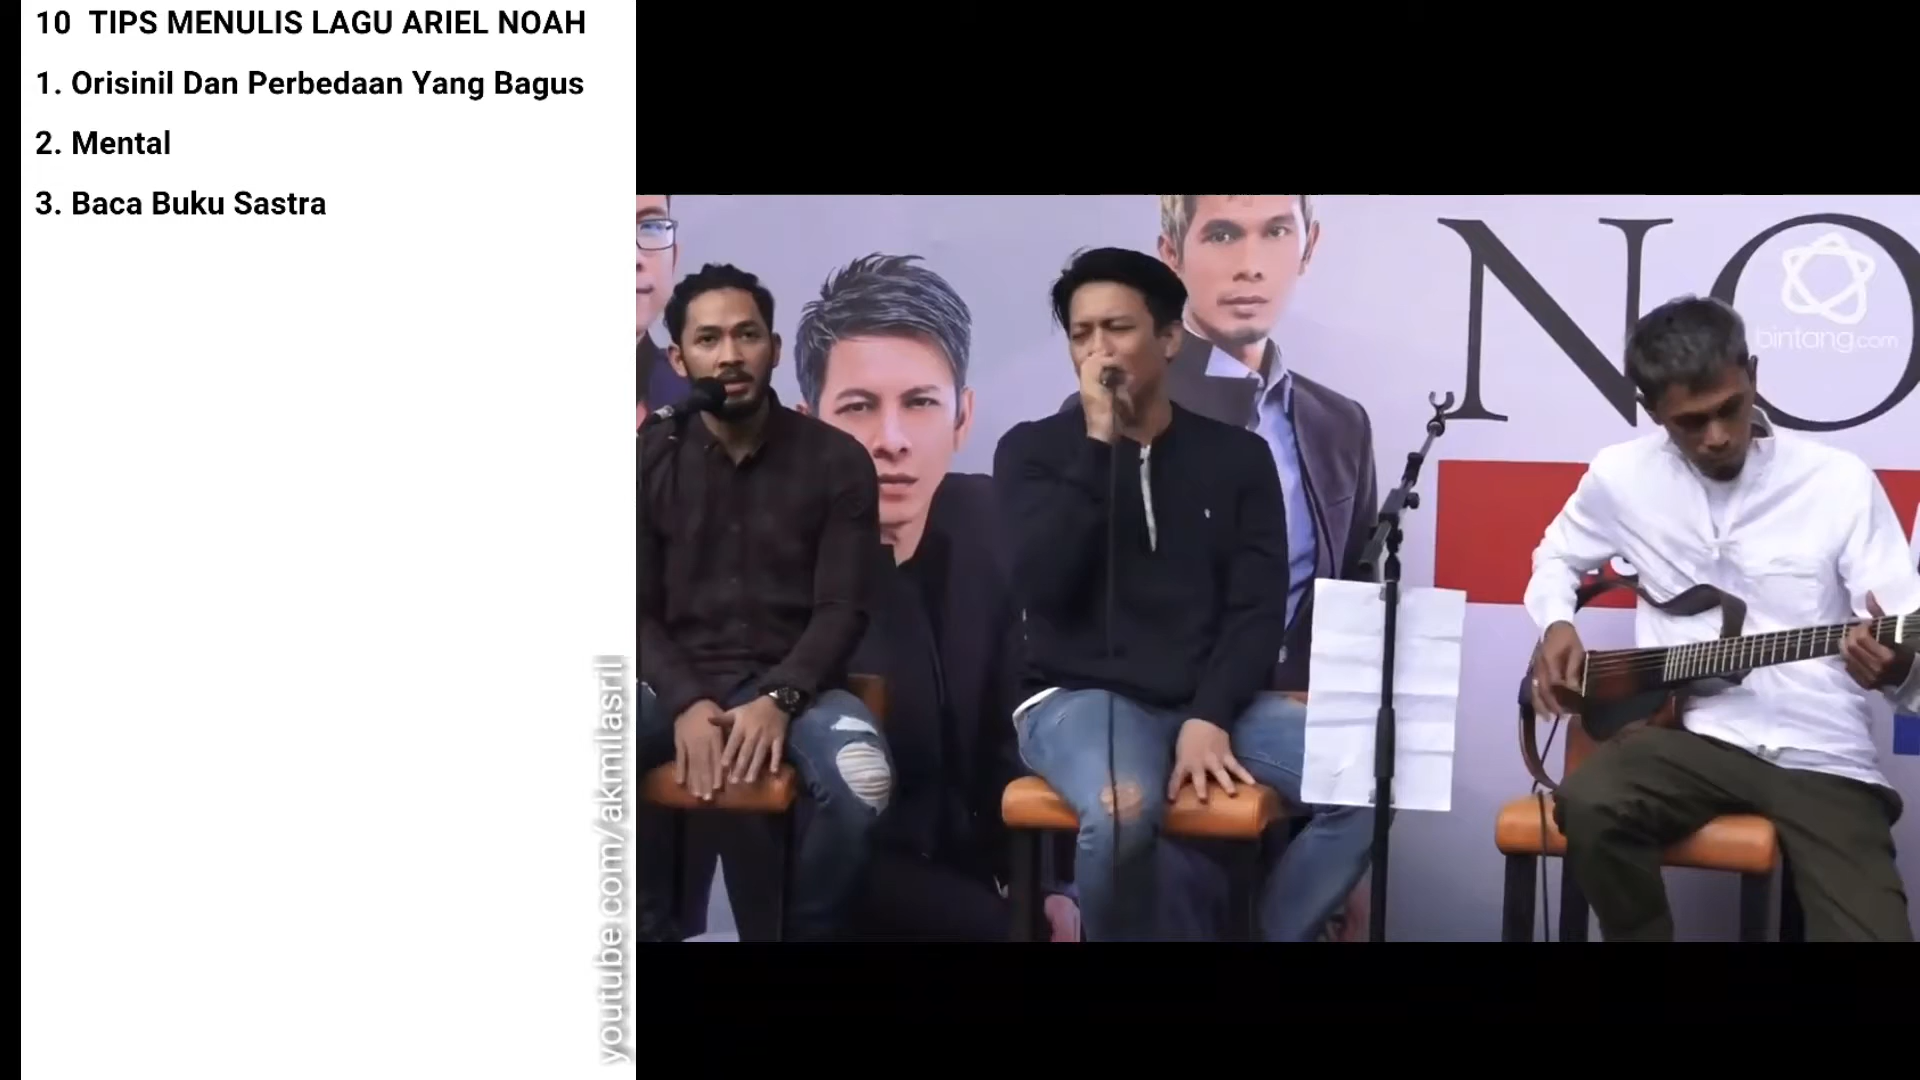 10 TIPS MENULIS LAGU ARIEL NOAH
1. Orisinil Dan Perbedaan Yang Bagus
2. Mental
3. Baca Buku Sastra
youtube.com/akmilasril
NO
bintang.com